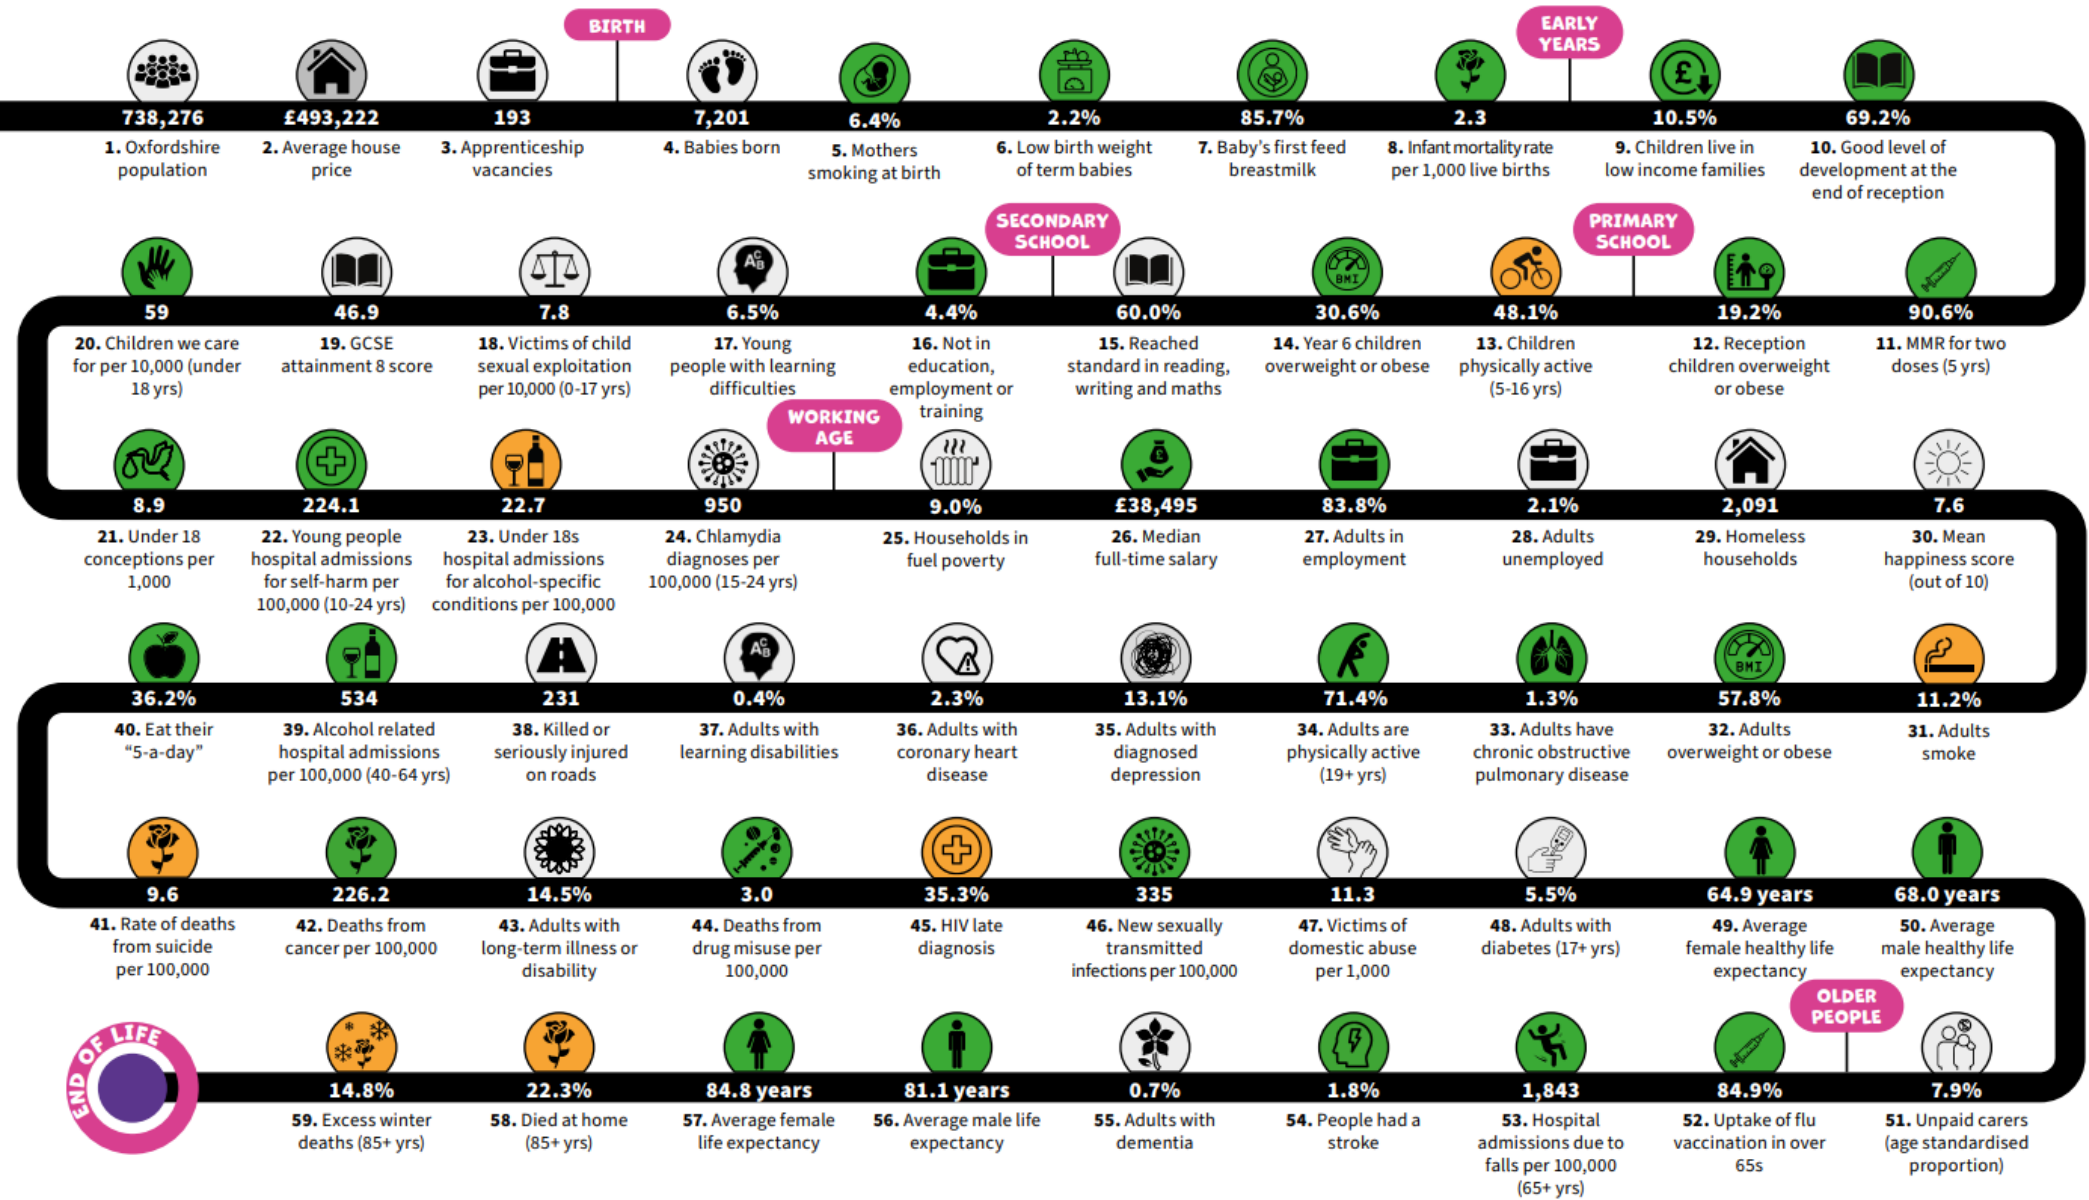 BIRTH
EARLY
YEARS
738,276
£493,222
193
7,201
6.4%
2.2%
85.7%
2.3
10.5%
69.2%
1. Oxfordshire
population
2. Average house
price
3. Apprenticeship
vacancies
4. Babies born
5. Mothers
smoking at birth
6. Low birth weight
of term babies
7. Baby's first feed
breastmilk
8. Infant mortality rate
per 1,000 live births
9. Children live in
low income families
10. Good level of
development at the
end of reception
SECONDARY
SCHOOL
PRIMARY
SCHOOL
A C B
BMI
59
46.9
7.8
6.5%
4.4%
60.0%
30.6%
48.1%
19.2%
90.6%
20. Children we care
for per 10,000 (under
18 yrs)
19. GCSE
attainment 8 score
18. Victims of child
sexual exploitation
per 10,000 (0-17 yrs)
17. Young
people with learning
difficulties
16. Not in
education,
employment or
training
15. Reached
standard in reading,
writing and maths
14. Year 6 children
overweight or obese
13. Children
physically active
(5-16 yrs)
12. Reception
children overweight
or obese
11. MMR for two
doses (5 yrs)
WORKING
AGE
8.9
224.1
22.7
950
9.0%
£38,495
83.8%
2.1%
2,091
7.6
21. Under 18
conceptions per
1,000
22. Young people
hospital admissions
for self-harm per
100,000 (10-24 yrs)
23. Under 18s
hospital admissions
for alcohol-specific
conditions per 100,000
24. Chlamydia
diagnoses per
100,000 (15-24 yrs)
25. Households in
fuel poverty
26. Median
full-time salary
27. Adults in
employment
28. Adults
unemployed
29. Homeless
households
30. Mean
happiness score
(out of 10)
A C B
BMI
36.2%
534
231
0.4%
2.3%
13.1%
71.4%
1.3%
57.8%
11.2%
40. Eat their
"5-a-day"
39. Alcohol related
hospital admissions
per 100,000 (40-64 yrs)
38. Killed or
seriously injured
on roads
37. Adults with
learning disabilities
36. Adults with
coronary heart
disease
35. Adults with
diagnosed
depression
34. Adults are
physically active
(19+ yrs)
33. Adults have
chronic obstructive
pulmonary disease
32. Adults
overweight or obese
31. Adults
smoke
9.6
226.2
14.5%
3.0
35.3%
335
11.3
5.5%
64.9 years
68.0 years
41. Rate of deaths
from suicide
per 100,000
42. Deaths from
cancer per 100,000
43. Adults with
long-term illness or
disability
44. Deaths from
drug misuse per
100,000
45. HIV late
diagnosis
46. New sexually
transmitted
infections per 100,000
47. Victims of
domestic abuse
per 1,000
48. Adults with
diabetes (17+ yrs)
49. Average
female healthy life
expectancy
50. Average
male healthy life
expectancy
OLDER
PEOPLE
END OF LIFE
14.8%
22.3%
84.8 years
81.1 years
0.7%
1.8%
1,843
84.9%
7.9%
59. Excess winter
deaths (85+ yrs)
58. Died at home
(85+ yrs)
57. Average female
life expectancy
56. Average male life
expectancy
55. Adults with
dementia
54. People had a
stroke
53. Hospital
admissions due to
falls per 100,000
(65+ yrs)
52. Uptake of flu
vaccination in over
65s
51. Unpaid carers
(age standardised
proportion)